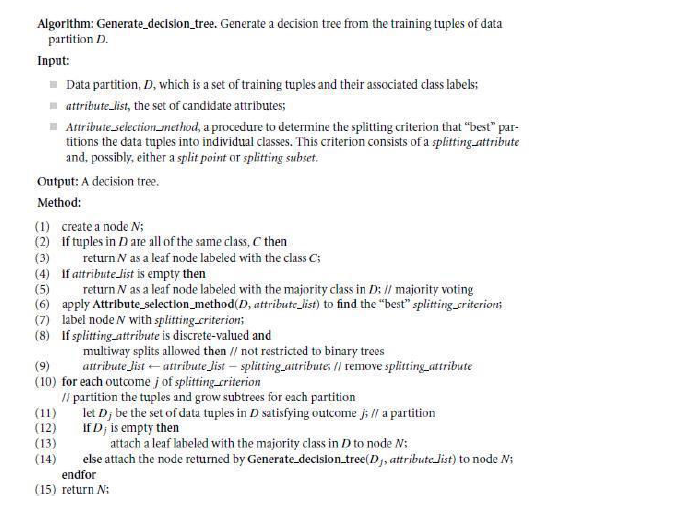 Algorithm: Generate_decision_tree. Generate a decision tree from the training tuples of data
partition D.
Input:
Data partition, D, which is a set of training tuples and their associated class labels;
attribute_list, the set of candidate attributes;
Attribute_selection_method, a procedure to determine the splitting criterion that “best” par-
titions the data tuples into individual classes. This criterion consists of a splitting_attribute
and, possibly, either a split point or splitting subset.
Output: A decision tree.
Method:
(1) create a node N;
(2) if tuples in D are all of the same class, C then
(3) return N as a leaf node labeled with the class C;
(4) if attribute_list is empty then
(5) return N as a leaf node labeled with the majority class in D; // majority voting
(6) apply Attribute_selection_method(D, attribute_list) to find the “best” splitting_criterion;
(7) label node N with splitting_criterion;
(8) if splitting_attribute is discrete-valued and
multiway splits allowed then // not restricted to binary trees
(9) attribute_list ← attribute_list − splitting_attribute; // remove splitting_attribute
(10) for each outcome j of splitting_criterion
// partition the tuples and grow subtrees for each partition
(11) let Dj be the set of data tuples in D satisfying outcome j; // a partition
(12) if Dj is empty then
(13) attach a leaf labeled with the majority class in D to node N;
(14) else attach the node returned by Generate_decision_tree(Dj, attribute_list) to node N;
endfor
(15) return N;